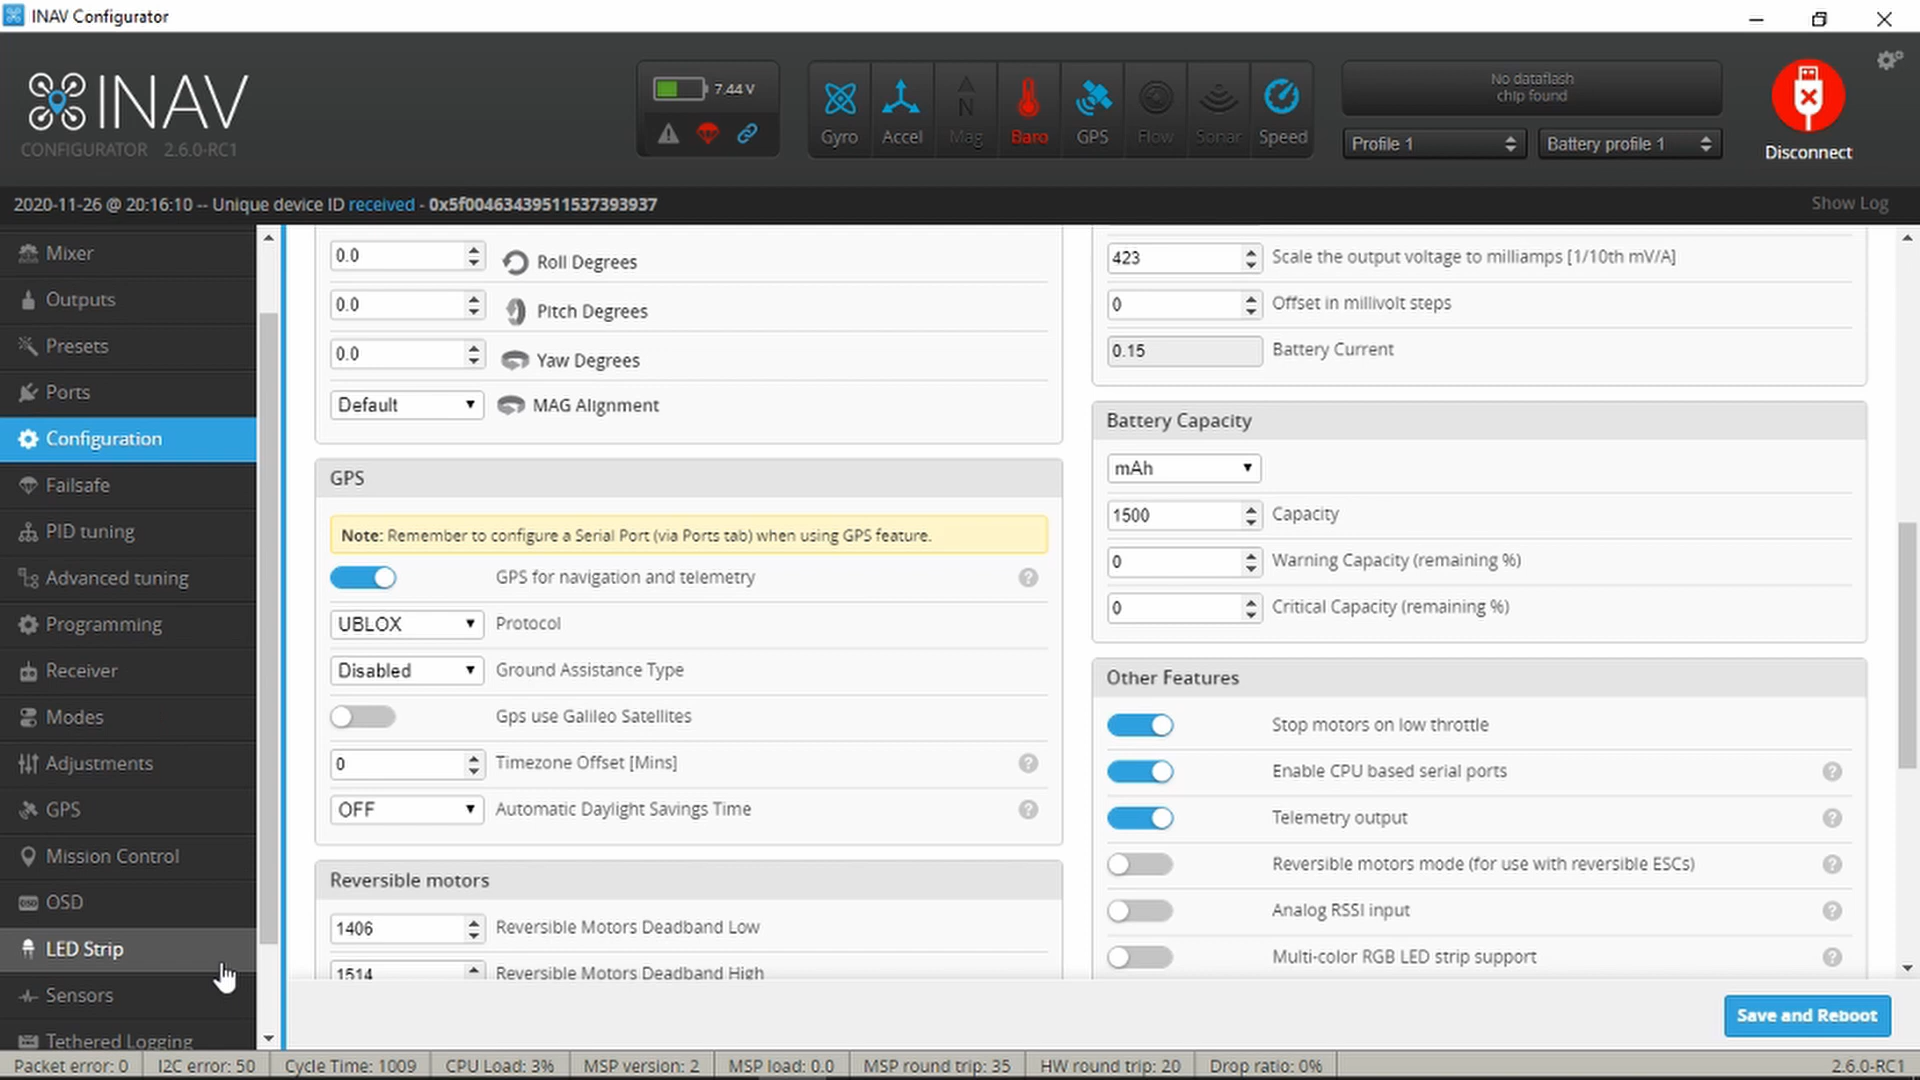 INAV Configurator
INAV
CONFIGURATOR 2.6.0-RC1
7.44 V
Gyro
Accel
Mag
Baro
GPS
Flow
Sonar
Speed
No dataflash
chip found
Profile 1
Battery profile 1
Disconnect
2020-11-26 @ 20:16:10 -- Unique device ID received - 0x5f00463439511537393937
Show Log
Mixer
Outputs
Presets
Ports
Configuration
Failsafe
PID tuning
Advanced tuning
Programming
Receiver
Modes
Adjustments
GPS
Mission Control
OSD
LED Strip
Sensors
Tethered Logging
0.0 Roll Degrees
0.0 Pitch Degrees
0.0 Yaw Degrees
Default MAG Alignment
GPS
Note: Remember to configure a Serial Port (via Ports tab) when using GPS feature.
GPS for navigation and telemetry
UBLOX Protocol
Disabled Ground Assistance Type
Gps use Galileo Satellites
0 Timezone Offset [Mins]
OFF Automatic Daylight Savings Time
Reversible motors
1406 Reversible Motors Deadband Low
1514 Reversible Motors Deadband High
423 Scale the output voltage to milliamps [1/10th mV/A]
0 Offset in millivolt steps
0.15 Battery Current
Battery Capacity
mAh
1500 Capacity
0 Warning Capacity (remaining %)
0 Critical Capacity (remaining %)
Other Features
Stop motors on low throttle
Enable CPU based serial ports
Telemetry output
Reversible motors mode (for use with reversible ESCs)
Analog RSSI input
Multi-color RGB LED strip support
Save and Reboot
Packet error: 0
I2C error: 50
Cycle Time: 1009
CPU Load: 3%
MSP version: 2
MSP load: 0.0
MSP round trip: 35
HW round trip: 20
Drop ratio: 0%
2.6.0-RC1